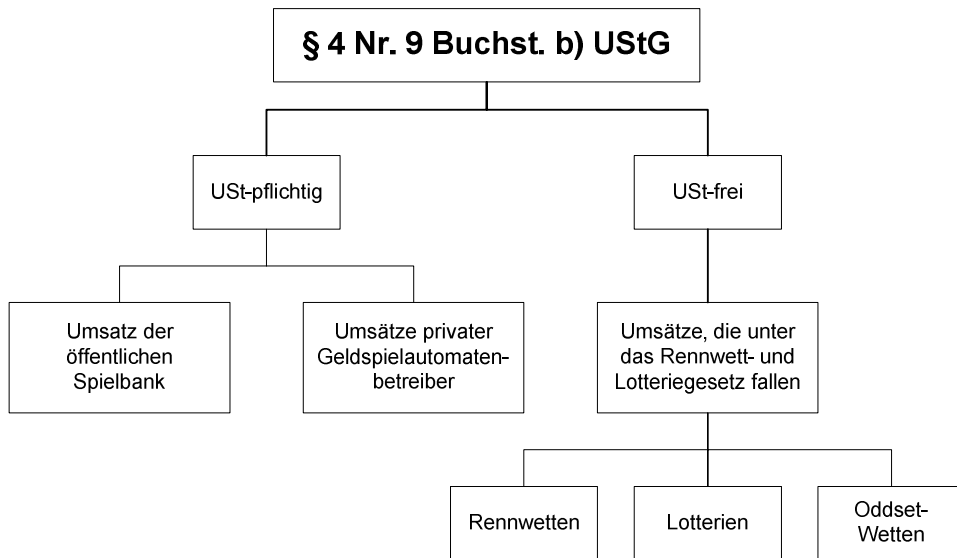 § 4 Nr. 9 Buchst. b) UStG
USt-pflichtig
USt-frei
Umsatz der
öffentlichen
Spielbank
Umsätze privater
Geldspielautomaten-
betreiber
Umsätze, die unter
das Rennwett- und
Lotteriegesetz fallen
Rennwetten
Lotterien
Oddset-
Wetten